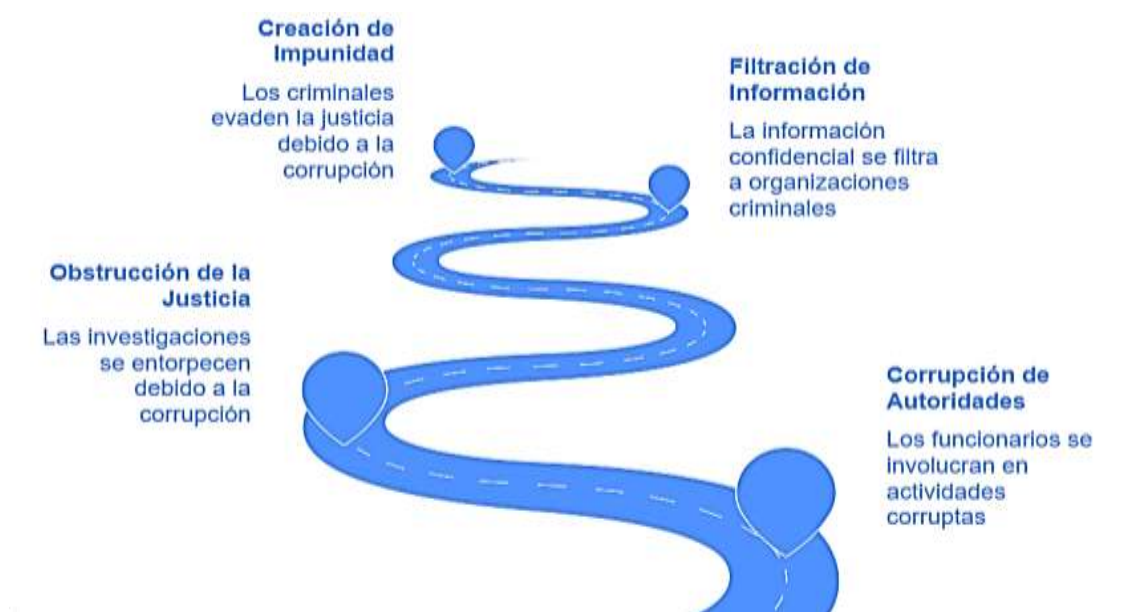 Creación de
Impunidad
Los criminales
evaden la justicia
debido a la
corrupción
Filtración de
Información
La información
confidencial se filtra
a organizaciones
criminales
Obstrucción de la
Justicia
Las investigaciones
se entorpecen
debido a la
corrupción
Corrupción de
Autoridades
Los funcionarios se
involucran en
actividades
corruptas